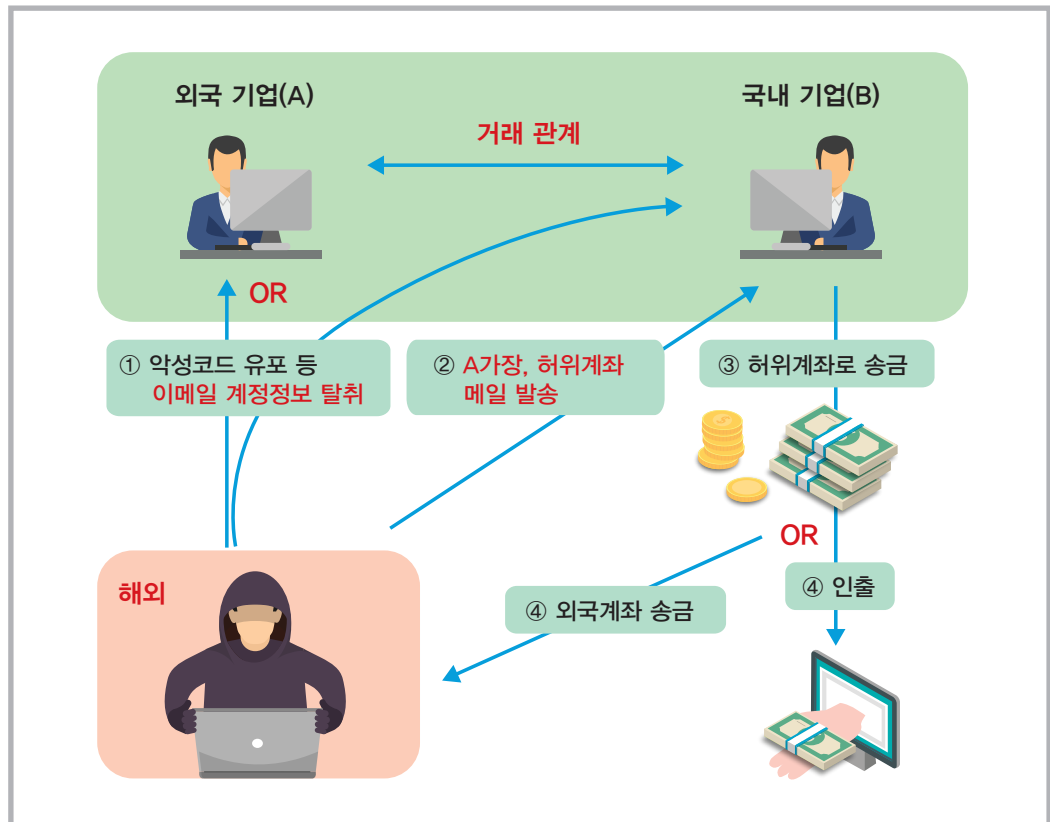 외국 기업(A)
국내 기업(B)
거래 관계
OR
① 악성코드 유포 등
이메일 계정정보 탈취
② A가장, 허위계좌
메일 발송
③ 허위계좌로 송금
OR
해외
④ 외국계좌 송금
④ 인출